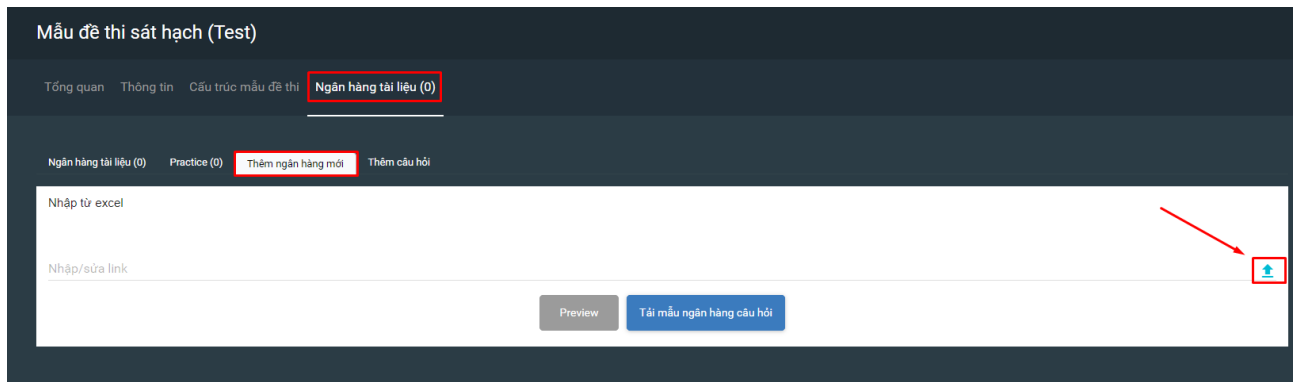 Mẫu đề thi sát hạch (Test)
Tổng quan Thông tin Cấu trúc mẫu đề thi Ngân hàng tài liệu (0)
Ngân hàng tài liệu (0) Practice (0) Thêm ngân hàng mới Thêm câu hỏi
Nhập từ excel
Nhập/sửa link
Preview Tải mẫu ngân hàng câu hỏi